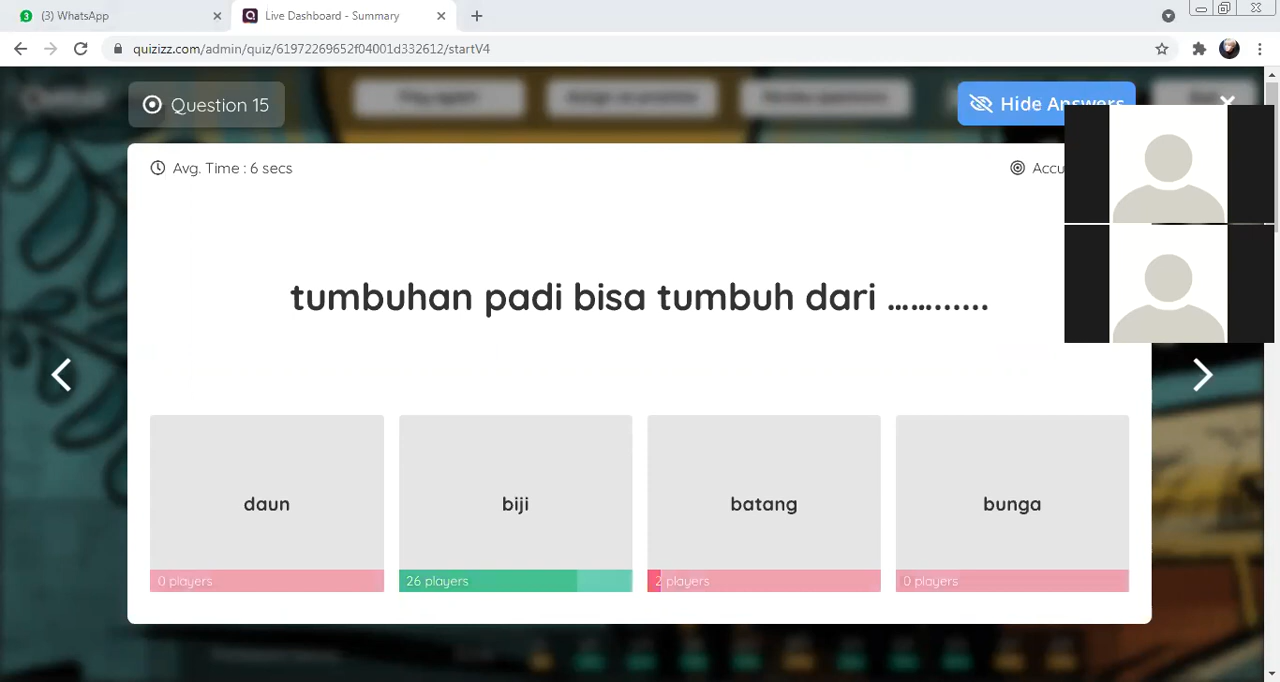 (3) WhatsApp
Live Dashboard - Summary
quizizz.com/admin/quiz/61972269652f04001d332612/startV4
Question 15
Hide Answers
Avg. Time : 6 secs
tumbuhan padi bisa tumbuh dari ...........
daun
biji
batang
bunga
0 players
26 players
2 players
0 players